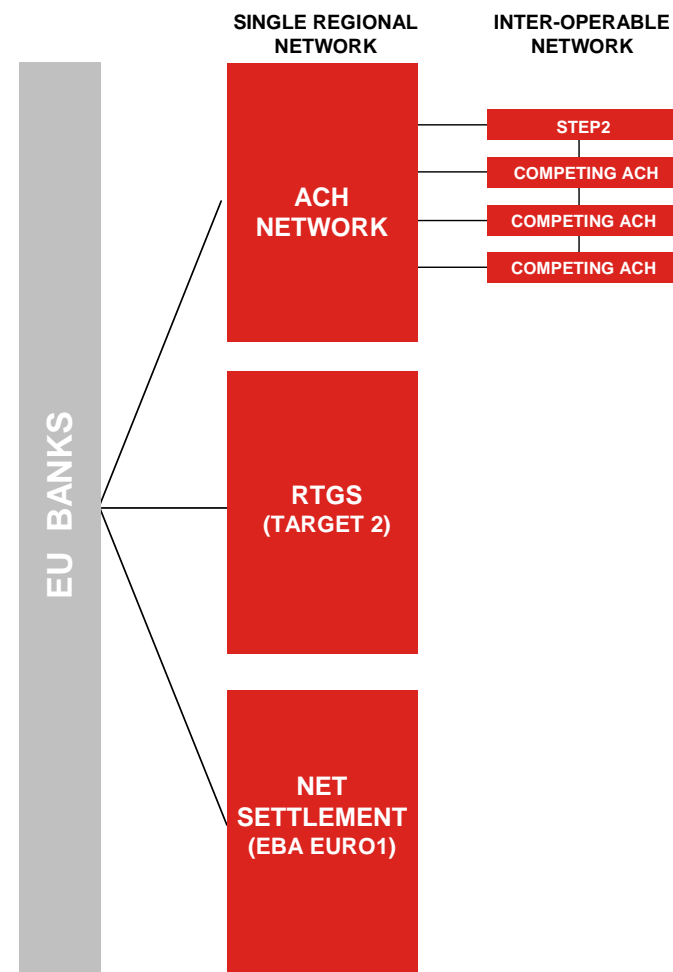 SINGLE REGIONAL
NETWORK
INTER-OPERABLE
NETWORK
EU BANKS
ACH
NETWORK
STEP2
COMPETING ACH
COMPETING ACH
COMPETING ACH
RTGS
(TARGET 2)
NET
SETTLEMENT
(EBA EURO1)